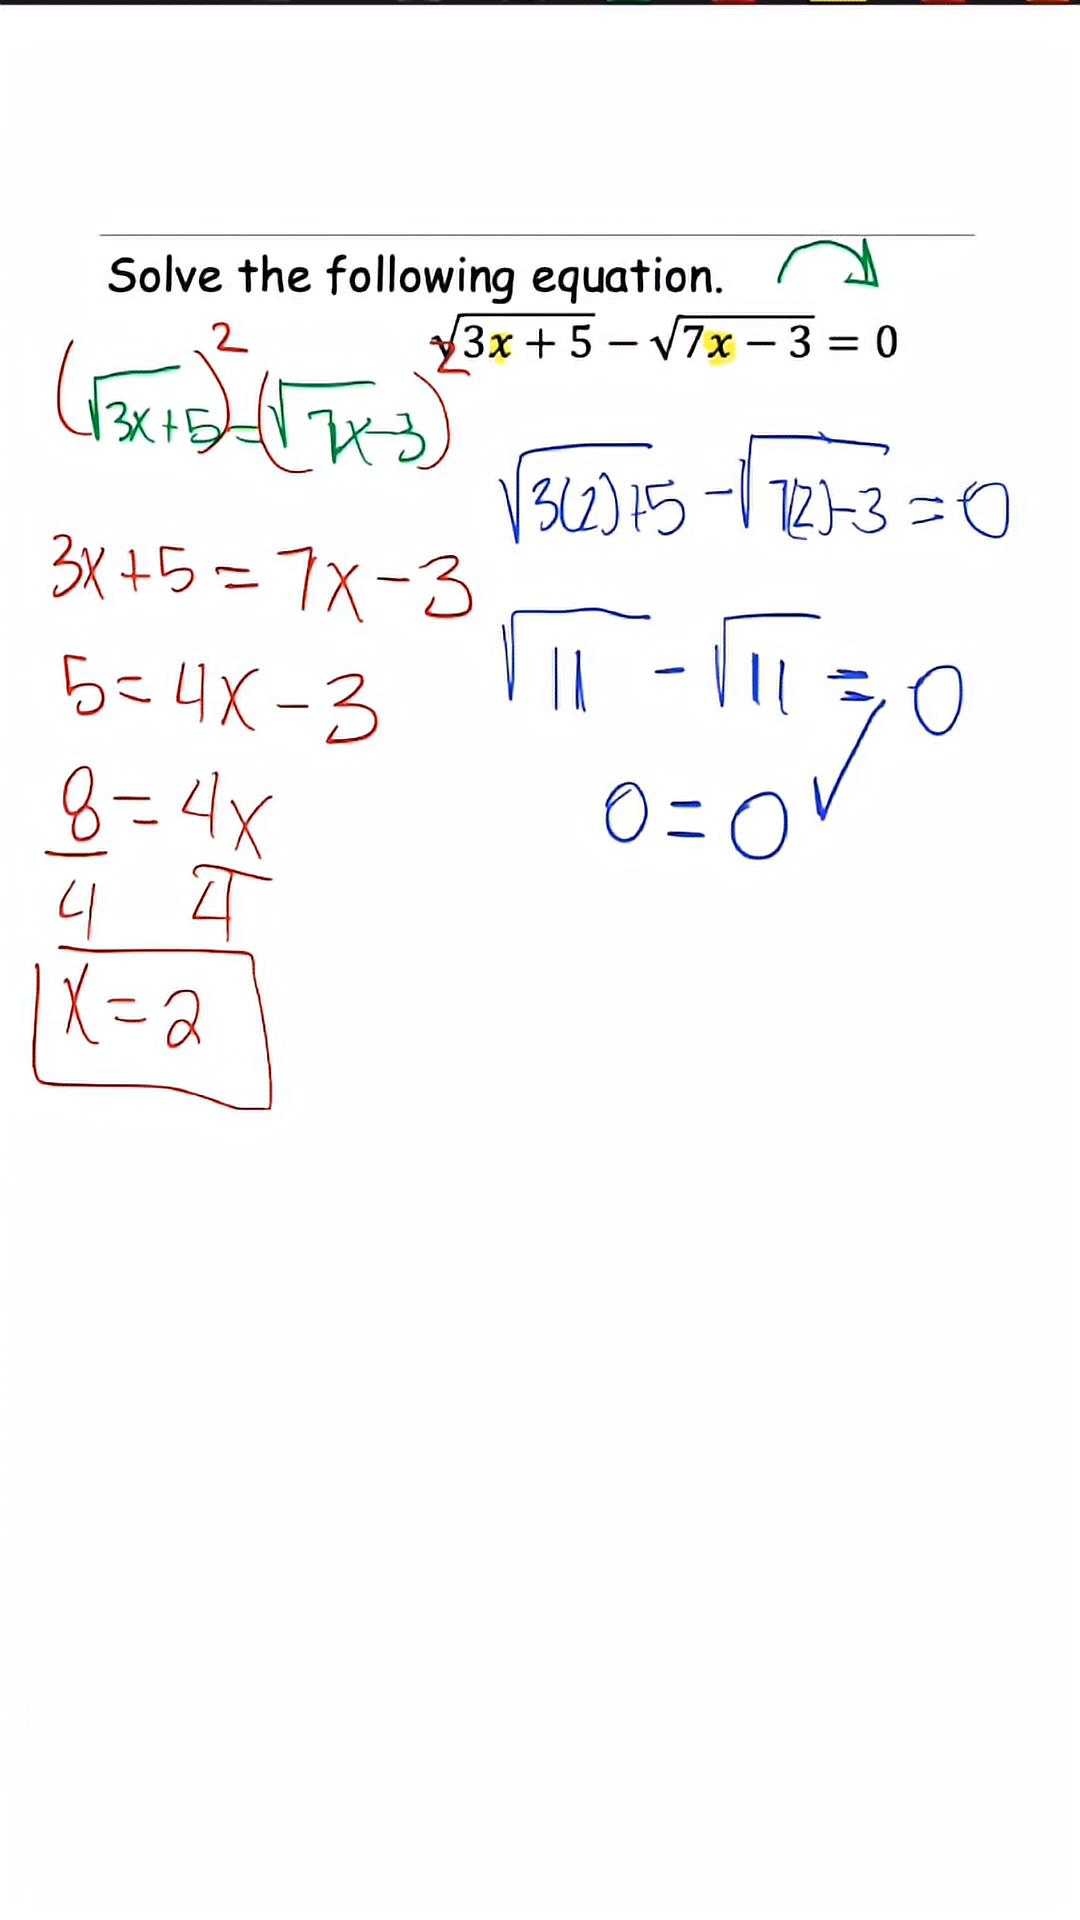 Solve the following equation.
√3x + 5 − √7x − 3 = 0
(√3x+5)² = (√7x-3)²
3x+5 = 7x-3
5 = 4x - 3
8 = 4x
4 4
x = 2
√3(2)+5 - √7(2)-3 = 0
√11 - √11 = 0
0 = 0 ✓